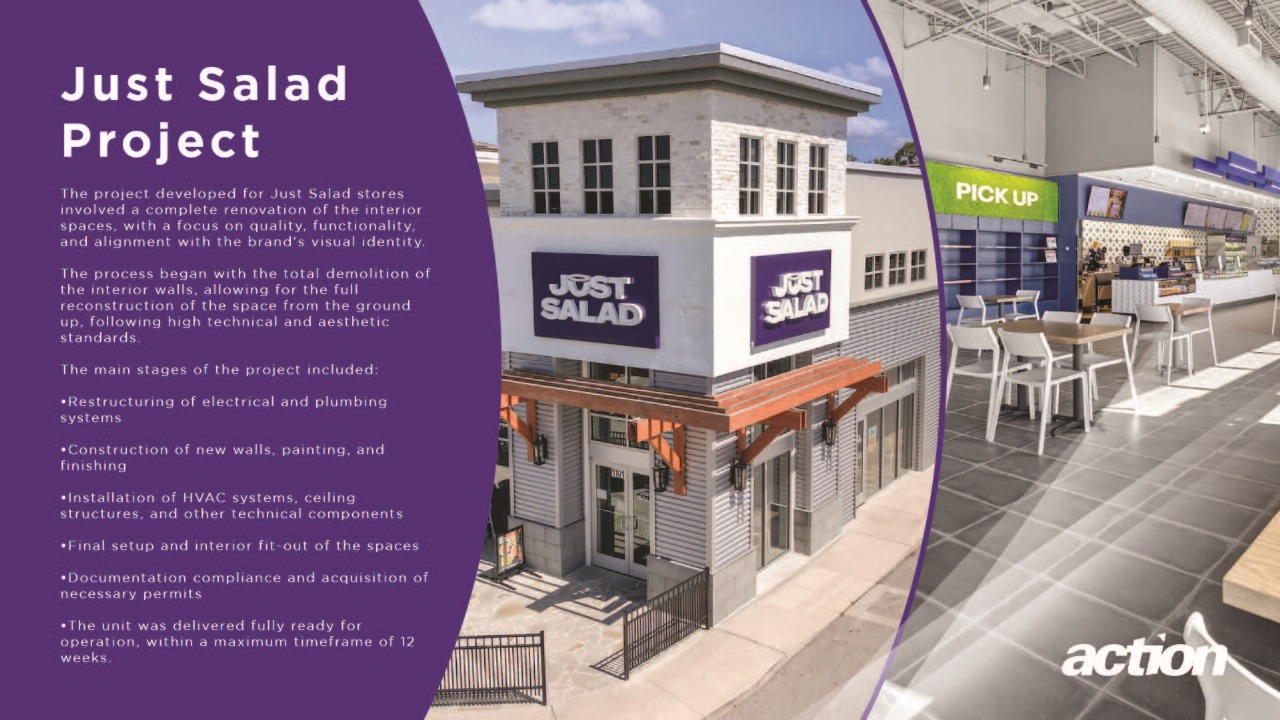 Just Salad
Project
The project developed for Just Salad stores
involved a complete renovation of the interior
spaces, with a focus on quality, functionality,
and alignment with the brand's visual identity.
The process began with the total demolition of
the interior walls, allowing for the full
reconstruction of the space from the ground
up, following high technical and aesthetic
standards.
The main stages of the project included:
•Restructuring of electrical and plumbing
systems
•Construction of new walls, painting, and
finishing
•Installation of HVAC systems, ceiling
structures, and other technical components
•Final setup and interior fit-out of the spaces
•Documentation compliance and acquisition of
necessary permits
•The unit was delivered fully ready for
operation, within a maximum timeframe of 12
weeks.
JUST
SALAD
JUST
SALAD
PICK UP
action